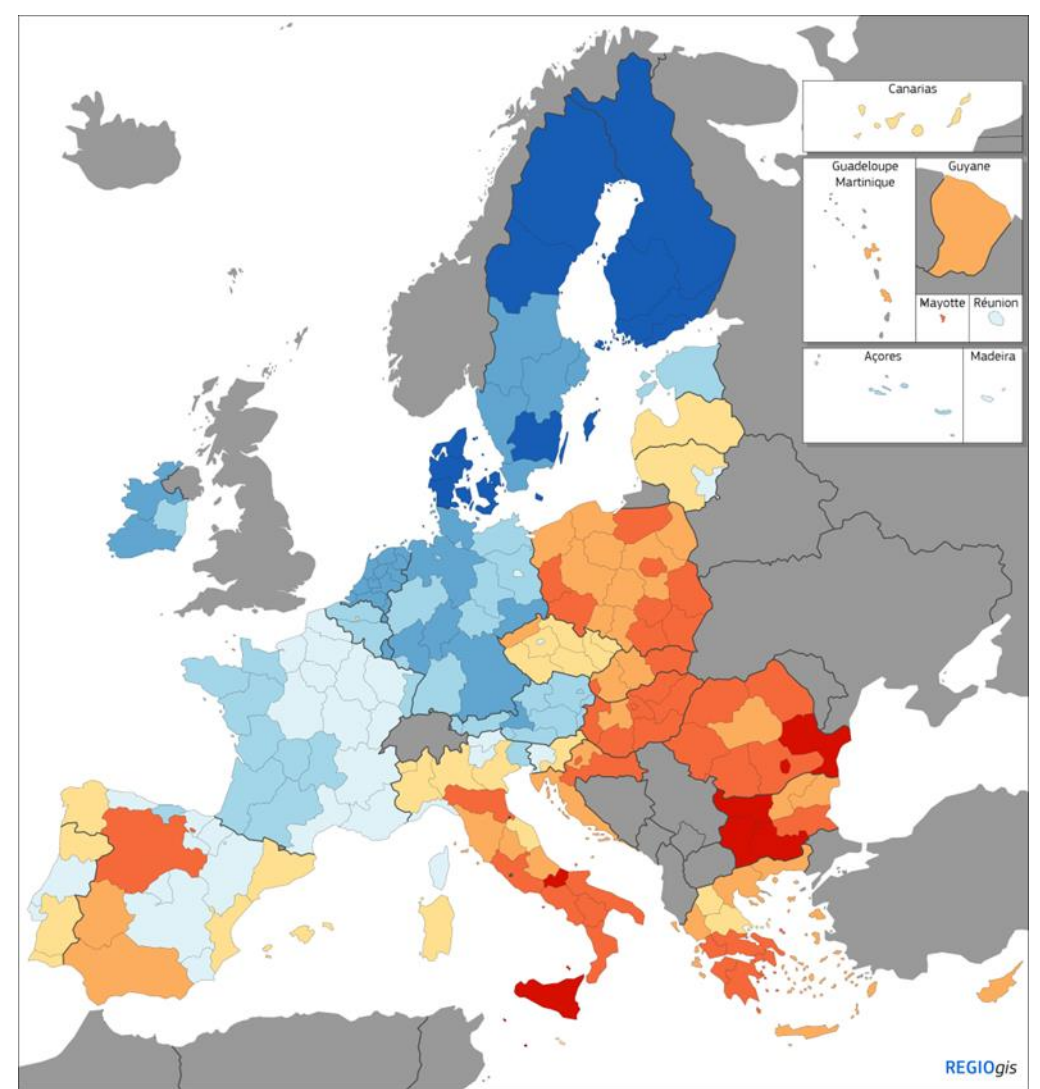 Canarias
Guadeloupe
Martinique
Guyane
Mayotte
Réunion
Açores
Madeira
REGIOgis